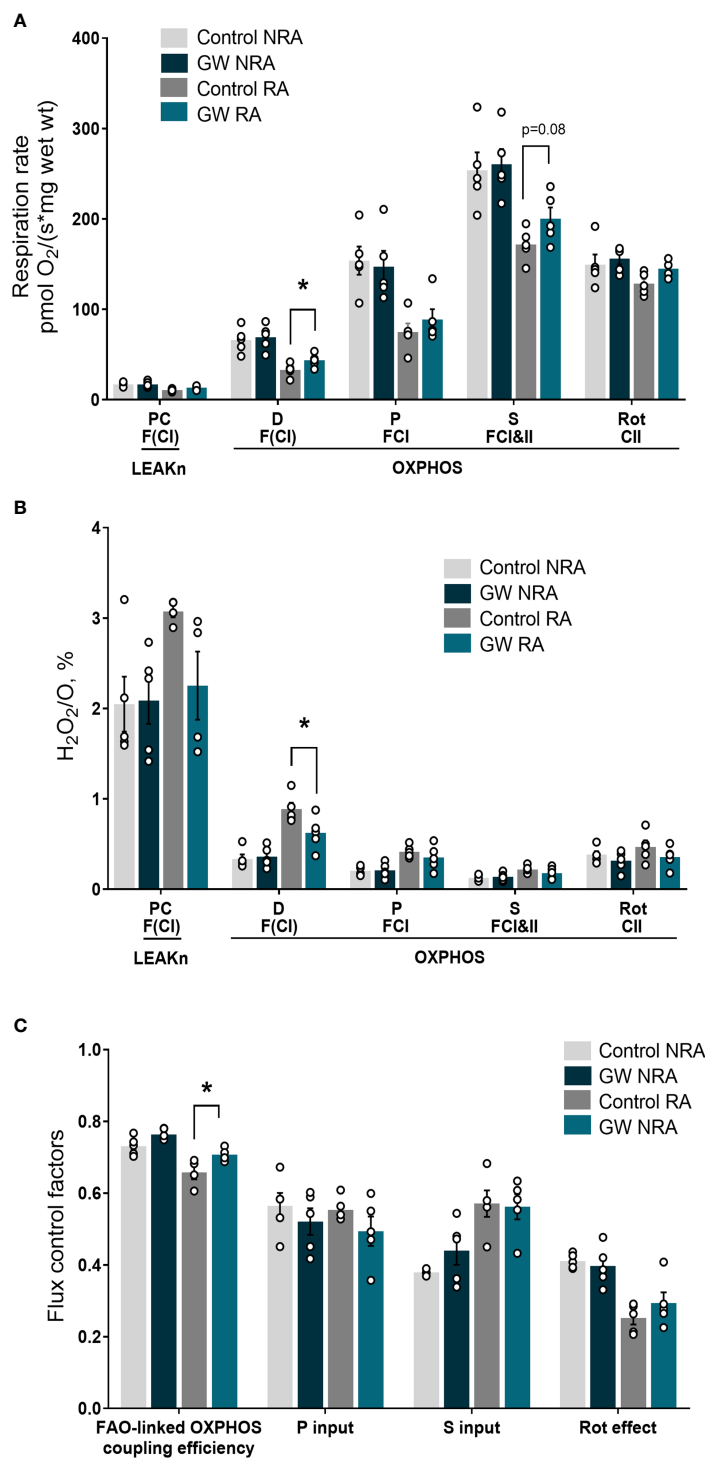 A
Control NRA
GW NRA
Control RA
GW RA
Respiration rate
pmol O2/(s*mg wet wt)
400
300
200
100
0
*
p=0.08
PC D P S Rot
F(CI) F(CI) FCI FCI&II CII
LEAKn OXPHOS
B
Control NRA
GW NRA
Control RA
GW RA
H2O2/O, %
4
3
2
1
0
*
PC D P S Rot
F(CI) F(CI) FCI FCI&II CII
LEAKn OXPHOS
C
Control NRA
GW NRA
Control RA
GW NRA
Flux control factors
1.0
0.8
0.6
0.4
0.2
0.0
*
FAO-linked OXPHOS P input S input Rot effect
coupling efficiency